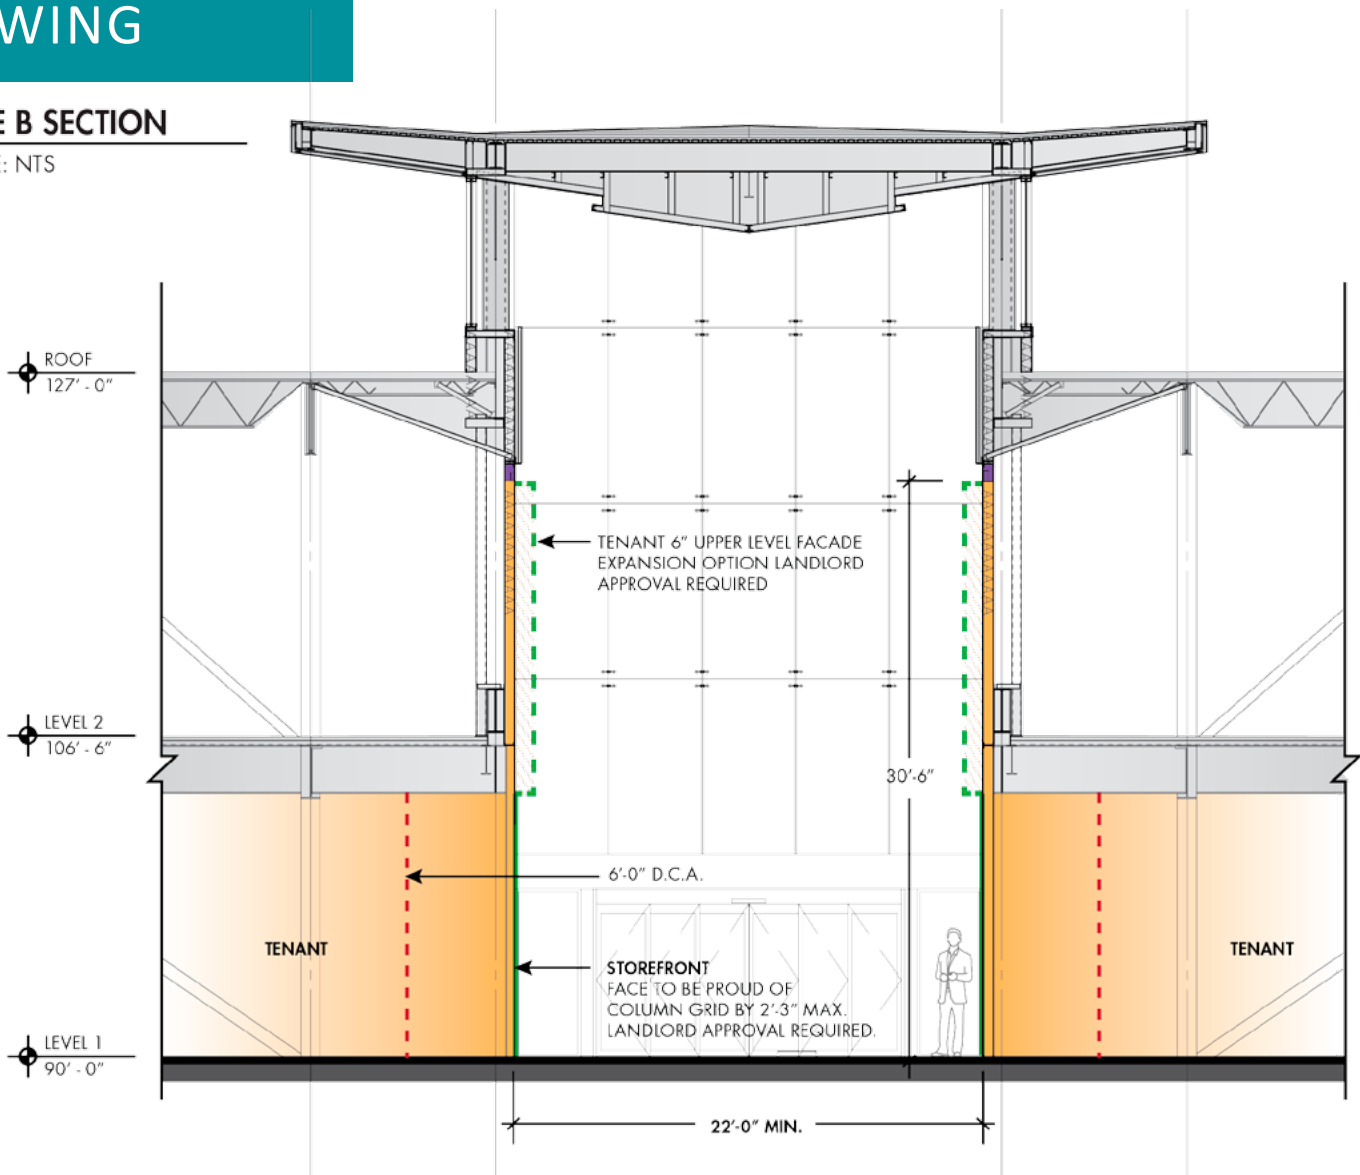 WING
E B SECTION
E: NTS
ROOF
127' - 0"
TENANT 6" UPPER LEVEL FACADE
EXPANSION OPTION LANDLORD
APPROVAL REQUIRED
LEVEL 2
106' - 6"
30'-6"
6'-0" D.C.A.
TENANT
TENANT
STOREFRONT
FACE TO BE PROUD OF
COLUMN GRID BY 2'-3" MAX.
LANDLORD APPROVAL REQUIRED.
LEVEL 1
90' - 0"
22'-0" MIN.